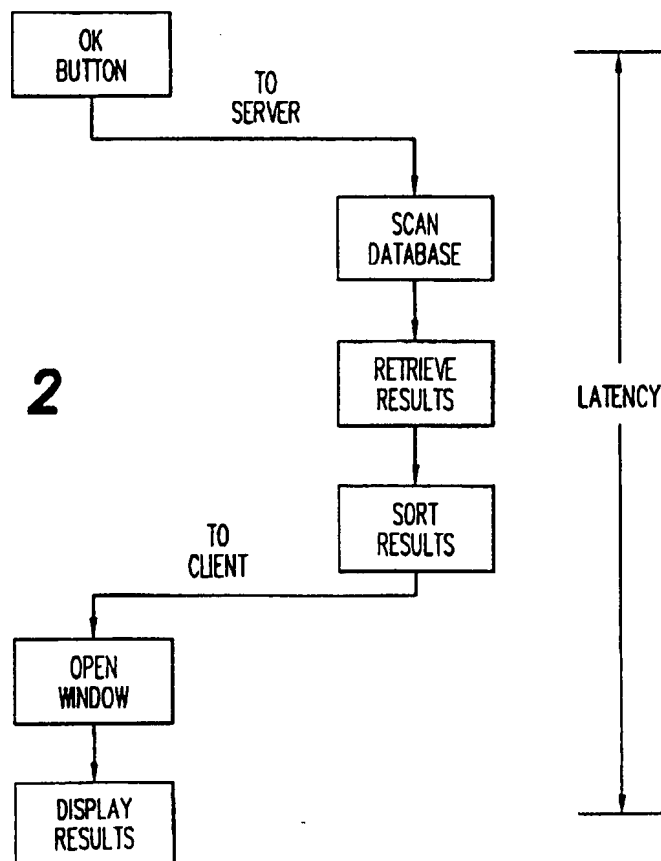 OK
BUTTON
TO
SERVER
SCAN
DATABASE
2
RETRIEVE
RESULTS
LATENCY
SORT
RESULTS
TO
CLIENT
OPEN
WINDOW
DISPLAY
RESULTS